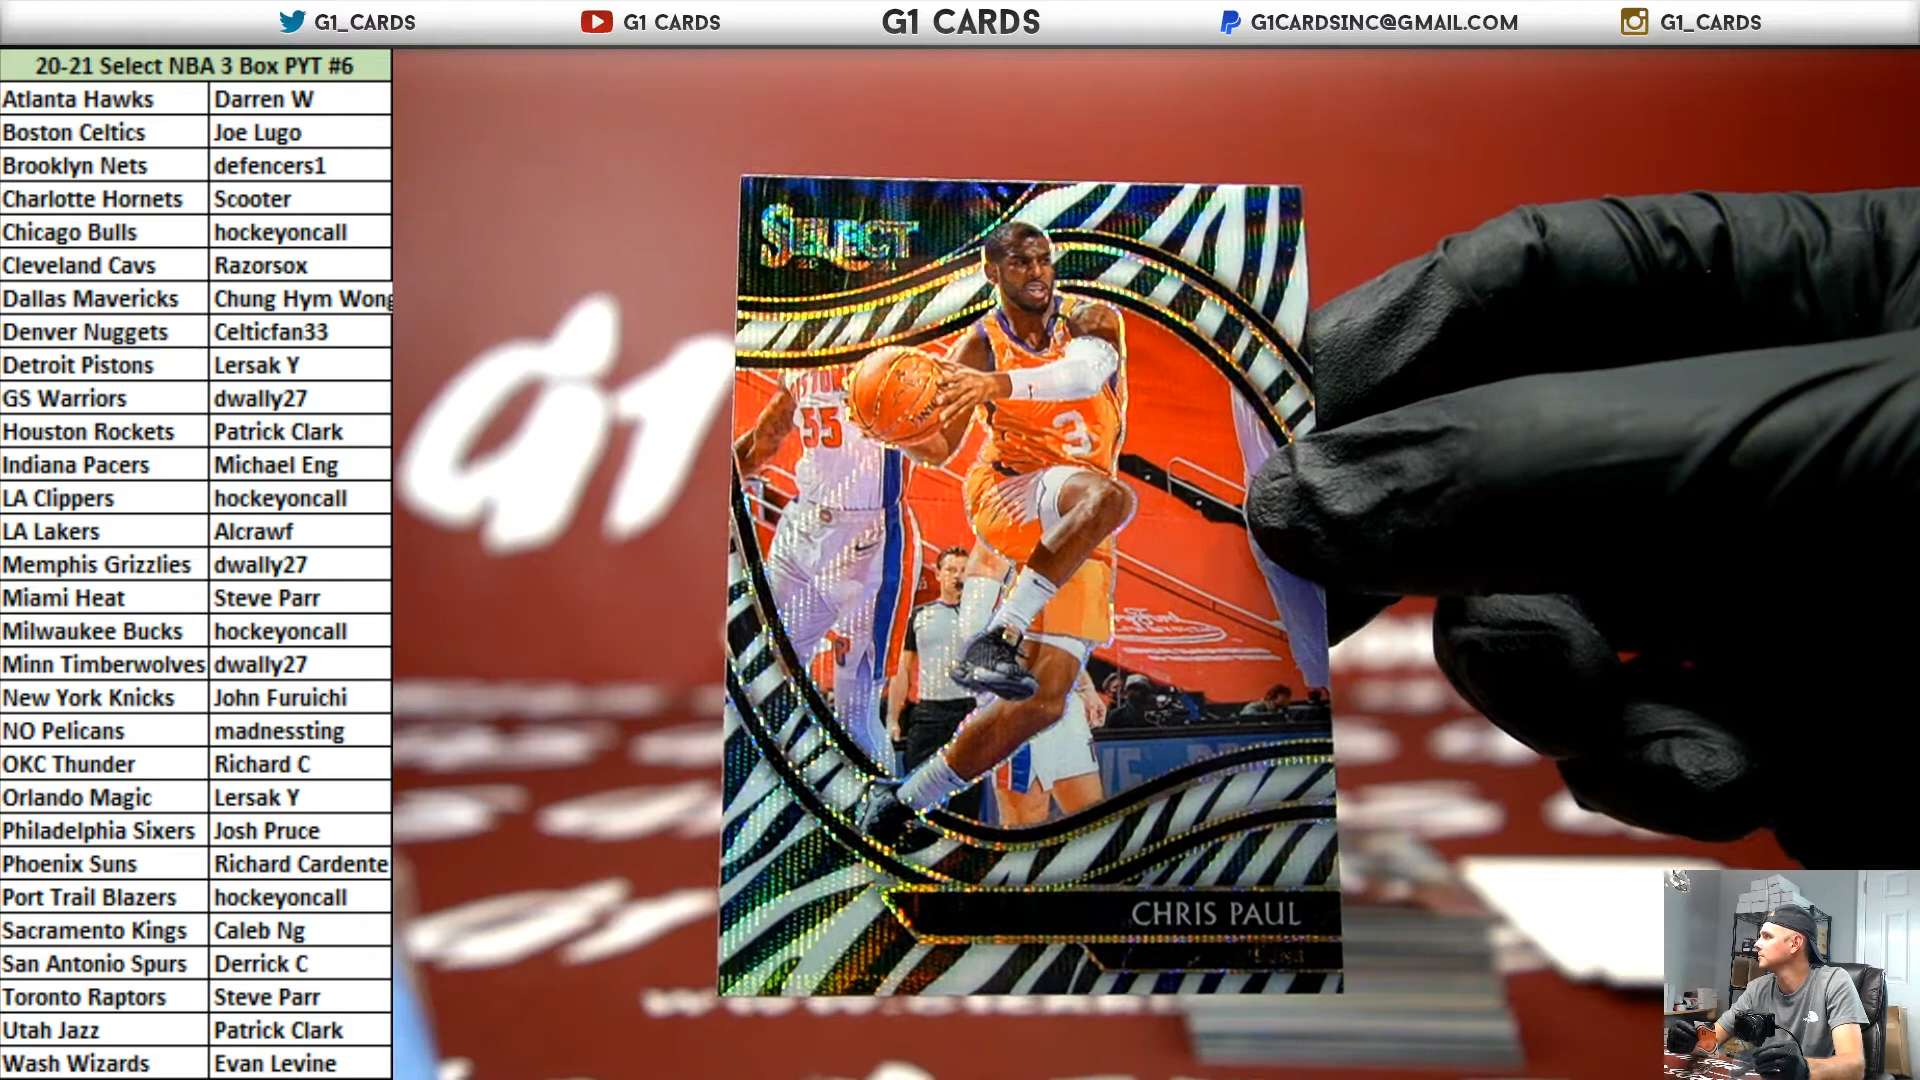 G1_CARDS
G1 CARDS
G1 CARDS
G1CARDSINC@GMAIL.COM
G1_CARDS
20-21 Select NBA 3 Box PYT #6
Atlanta Hawks Darren W
Boston Celtics Joe Lugo
Brooklyn Nets defencers1
Charlotte Hornets Scooter
Chicago Bulls hockeyoncall
Cleveland Cavs Razorsox
Dallas Mavericks Chung Hym Wong
Denver Nuggets Celticfan33
Detroit Pistons Lersak Y
GS Warriors dwally27
Houston Rockets Patrick Clark
Indiana Pacers Michael Eng
LA Clippers hockeyoncall
LA Lakers Alcrawf
Memphis Grizzlies dwally27
Miami Heat Steve Parr
Milwaukee Bucks hockeyoncall
Minn Timberwolves dwally27
New York Knicks John Furuichi
NO Pelicans madnessting
OKC Thunder Richard C
Orlando Magic Lersak Y
Philadelphia Sixers Josh Pruce
Phoenix Suns Richard Cardente
Port Trail Blazers hockeyoncall
Sacramento Kings Caleb Ng
San Antonio Spurs Derrick C
Toronto Raptors Steve Parr
Utah Jazz Patrick Clark
Wash Wizards Evan Levine
G1
SELECT
55
3
CHRIS PAUL